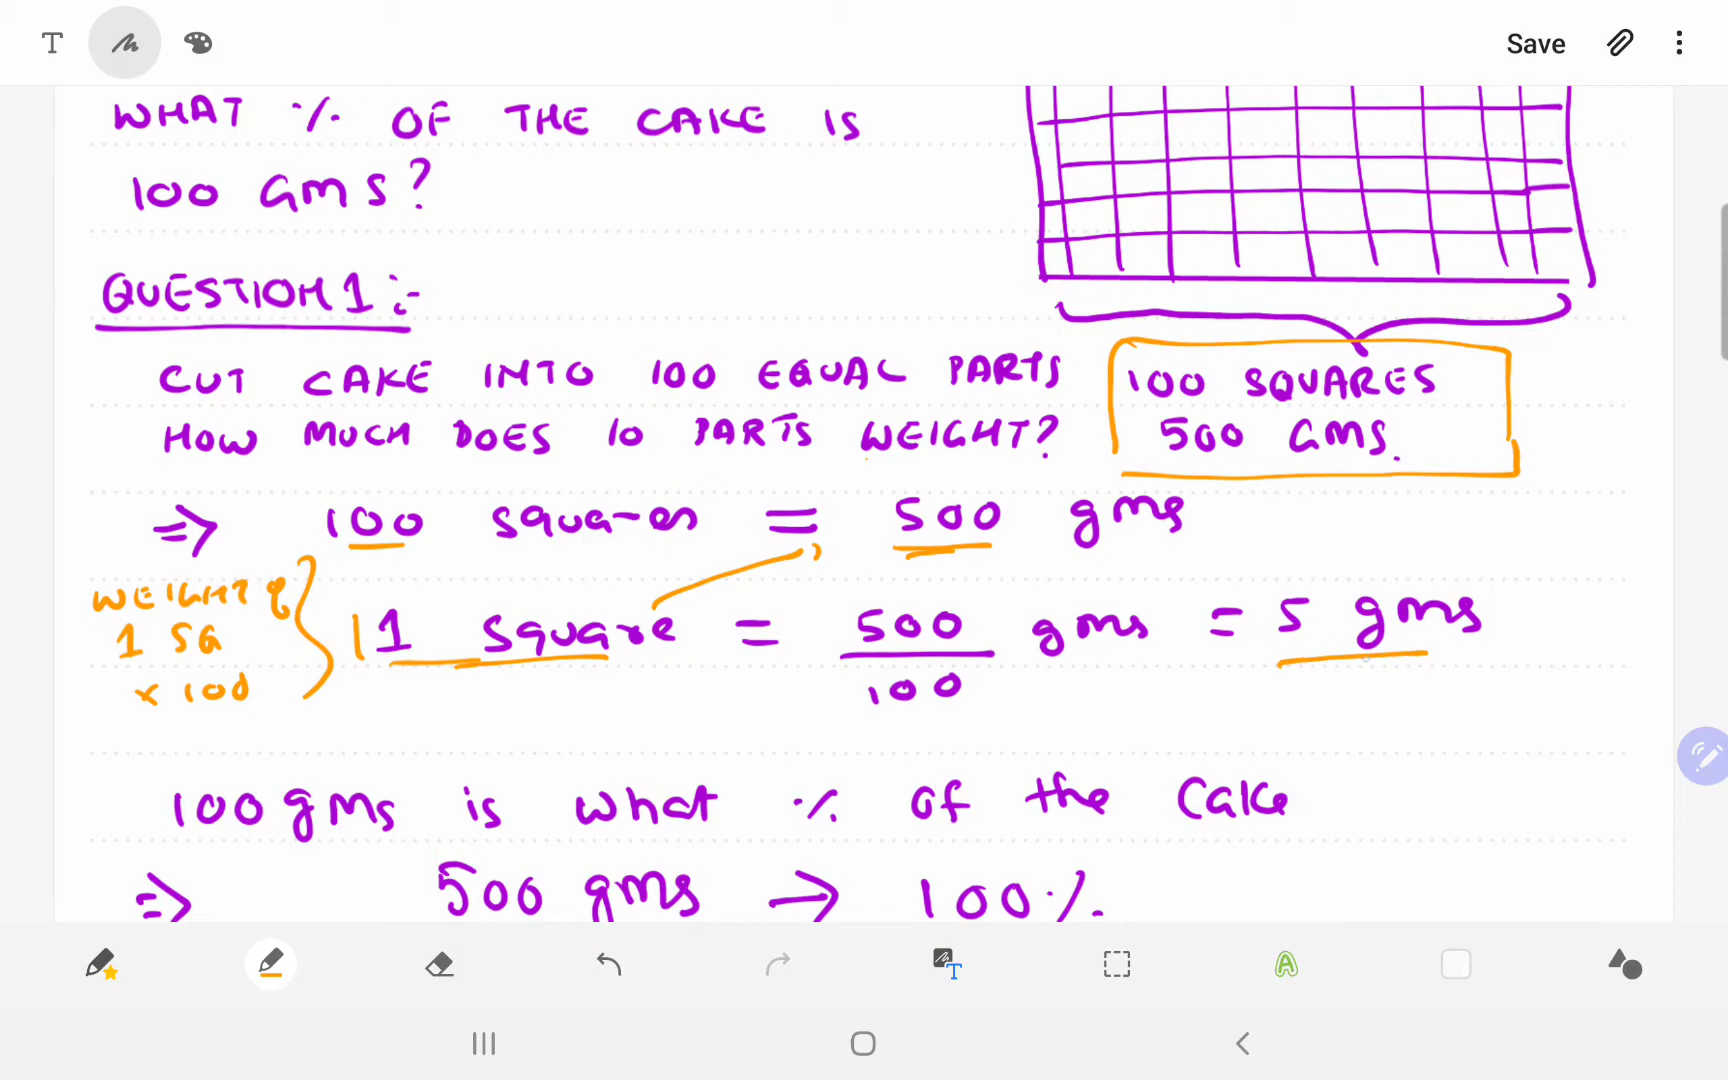 T
Save
WHAT % OF THE CAKE IS
100 GMS?
QUESTION 1:-
CUT CAKE INTO 100 EQUAL PARTS
HOW MUCH DOES 10 PARTS WEIGHT?
100 SQUARES
500 GMS.
=> 100 squares = 500 gms
WEIGHT OF
1 SQ
x 100
1 square = 500/100 gms = 5 gms
100 gms is what % of the cake
=> 500 gms → 100%